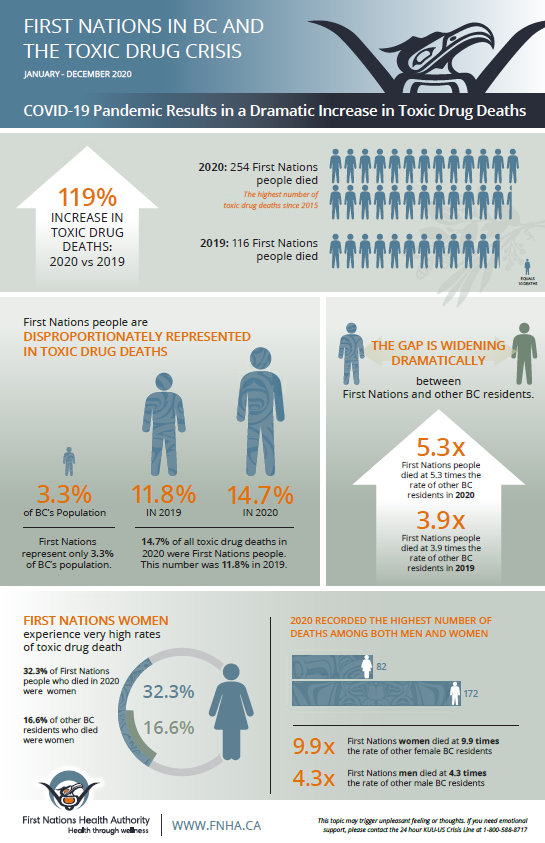 FIRST NATIONS IN BC AND
THE TOXIC DRUG CRISIS
JANUARY - DECEMBER 2020
COVID-19 Pandemic Results in a Dramatic Increase in Toxic Drug Deaths
119%
INCREASE IN
TOXIC DRUG
DEATHS:
2020 vs 2019
2020: 254 First Nations
people died
The highest number of
toxic drug deaths since 2015
2019: 116 First Nations
people died
EQUALS
10 DEATHS
First Nations people are
DISPROPORTIONATELY REPRESENTED
IN TOXIC DRUG DEATHS
3.3%
of BC's Population
11.8%
IN 2019
14.7%
IN 2020
First Nations
represent only 3.3%
of BC's population.
14.7% of all toxic drug deaths in
2020 were First Nations people.
This number was 11.8% in 2019.
THE GAP IS WIDENING
DRAMATICALLY
between
First Nations and other BC residents.
5.3x
First Nations people
died at 5.3 times the
rate of other BC
residents in 2020
3.9x
First Nations people
died at 3.9 times the
rate of other BC
residents in 2019
FIRST NATIONS WOMEN
experience very high rates
of toxic drug death
32.3% of First Nations
people who died in 2020
were women
16.6% of other BC
residents who died
were women
32.3%
16.6%
2020 RECORDED THE HIGHEST NUMBER OF
DEATHS AMONG BOTH MEN AND WOMEN
82
172
9.9x
First Nations women died at 9.9 times
the rate of other female BC residents
4.3x
First Nations men died at 4.3 times
the rate of other male BC residents
First Nations Health Authority
Health through wellness
WWW.FNHA.CA
This topic may trigger unpleasant feeling or thoughts. If you need emotional
support, please contact the 24 hour KUU-US Crisis Line at 1-800-588-8717